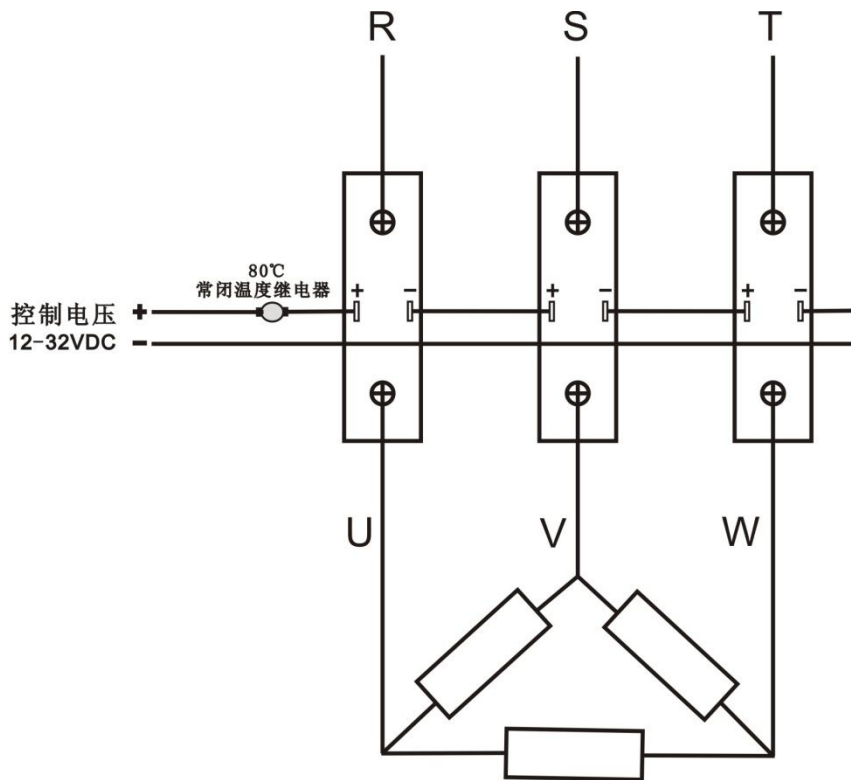 R S T
80℃
常闭温度继电器
+ - + - + -
控制电压 +
12-32VDC -
U V W